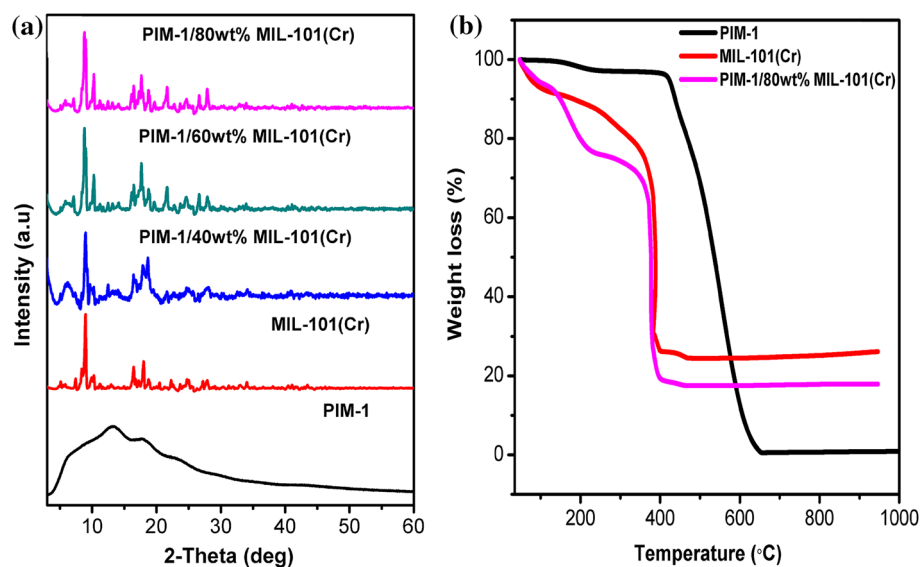 (a)
PIM-1/80wt% MIL-101(Cr)
PIM-1/60wt% MIL-101(Cr)
PIM-1/40wt% MIL-101(Cr)
MIL-101(Cr)
PIM-1
Intensity (a.u)
10 20 30 40 50 60
2-Theta (deg)
(b)
PIM-1
MIL-101(Cr)
PIM-1/80wt% MIL-101(Cr)
100
80
60
40
20
0
Weight loss (%)
200 400 600 800 1000
Temperature (◦C)